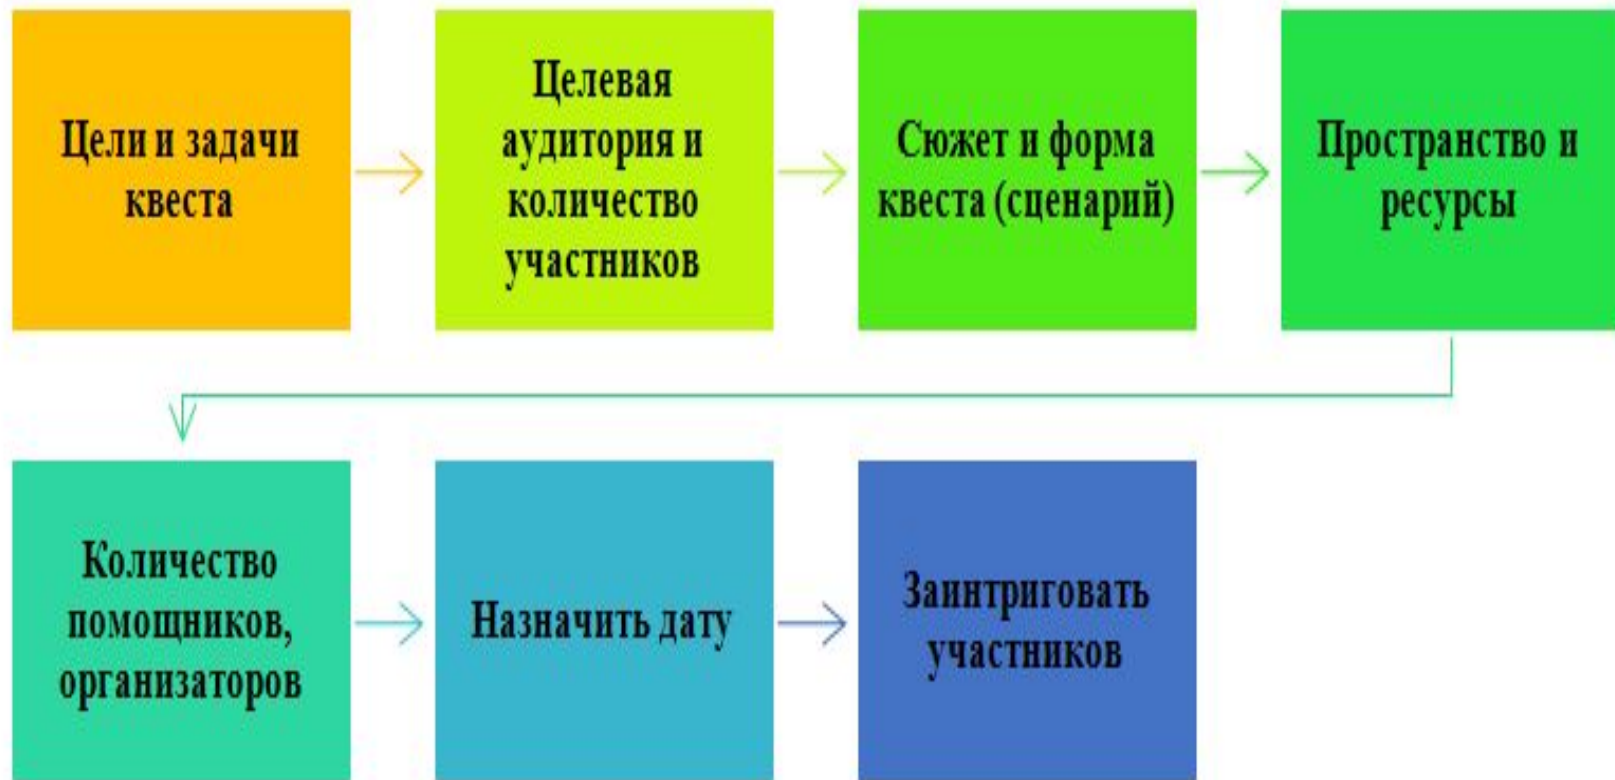 Цели и задачи
квеста
Целевая
аудитория и
количество
участников
Сюжет и форма
квеста (сценарий)
Пространство и
ресурсы
Количество
помощников,
организаторов
Назначить дату
Заинтриговать
участников